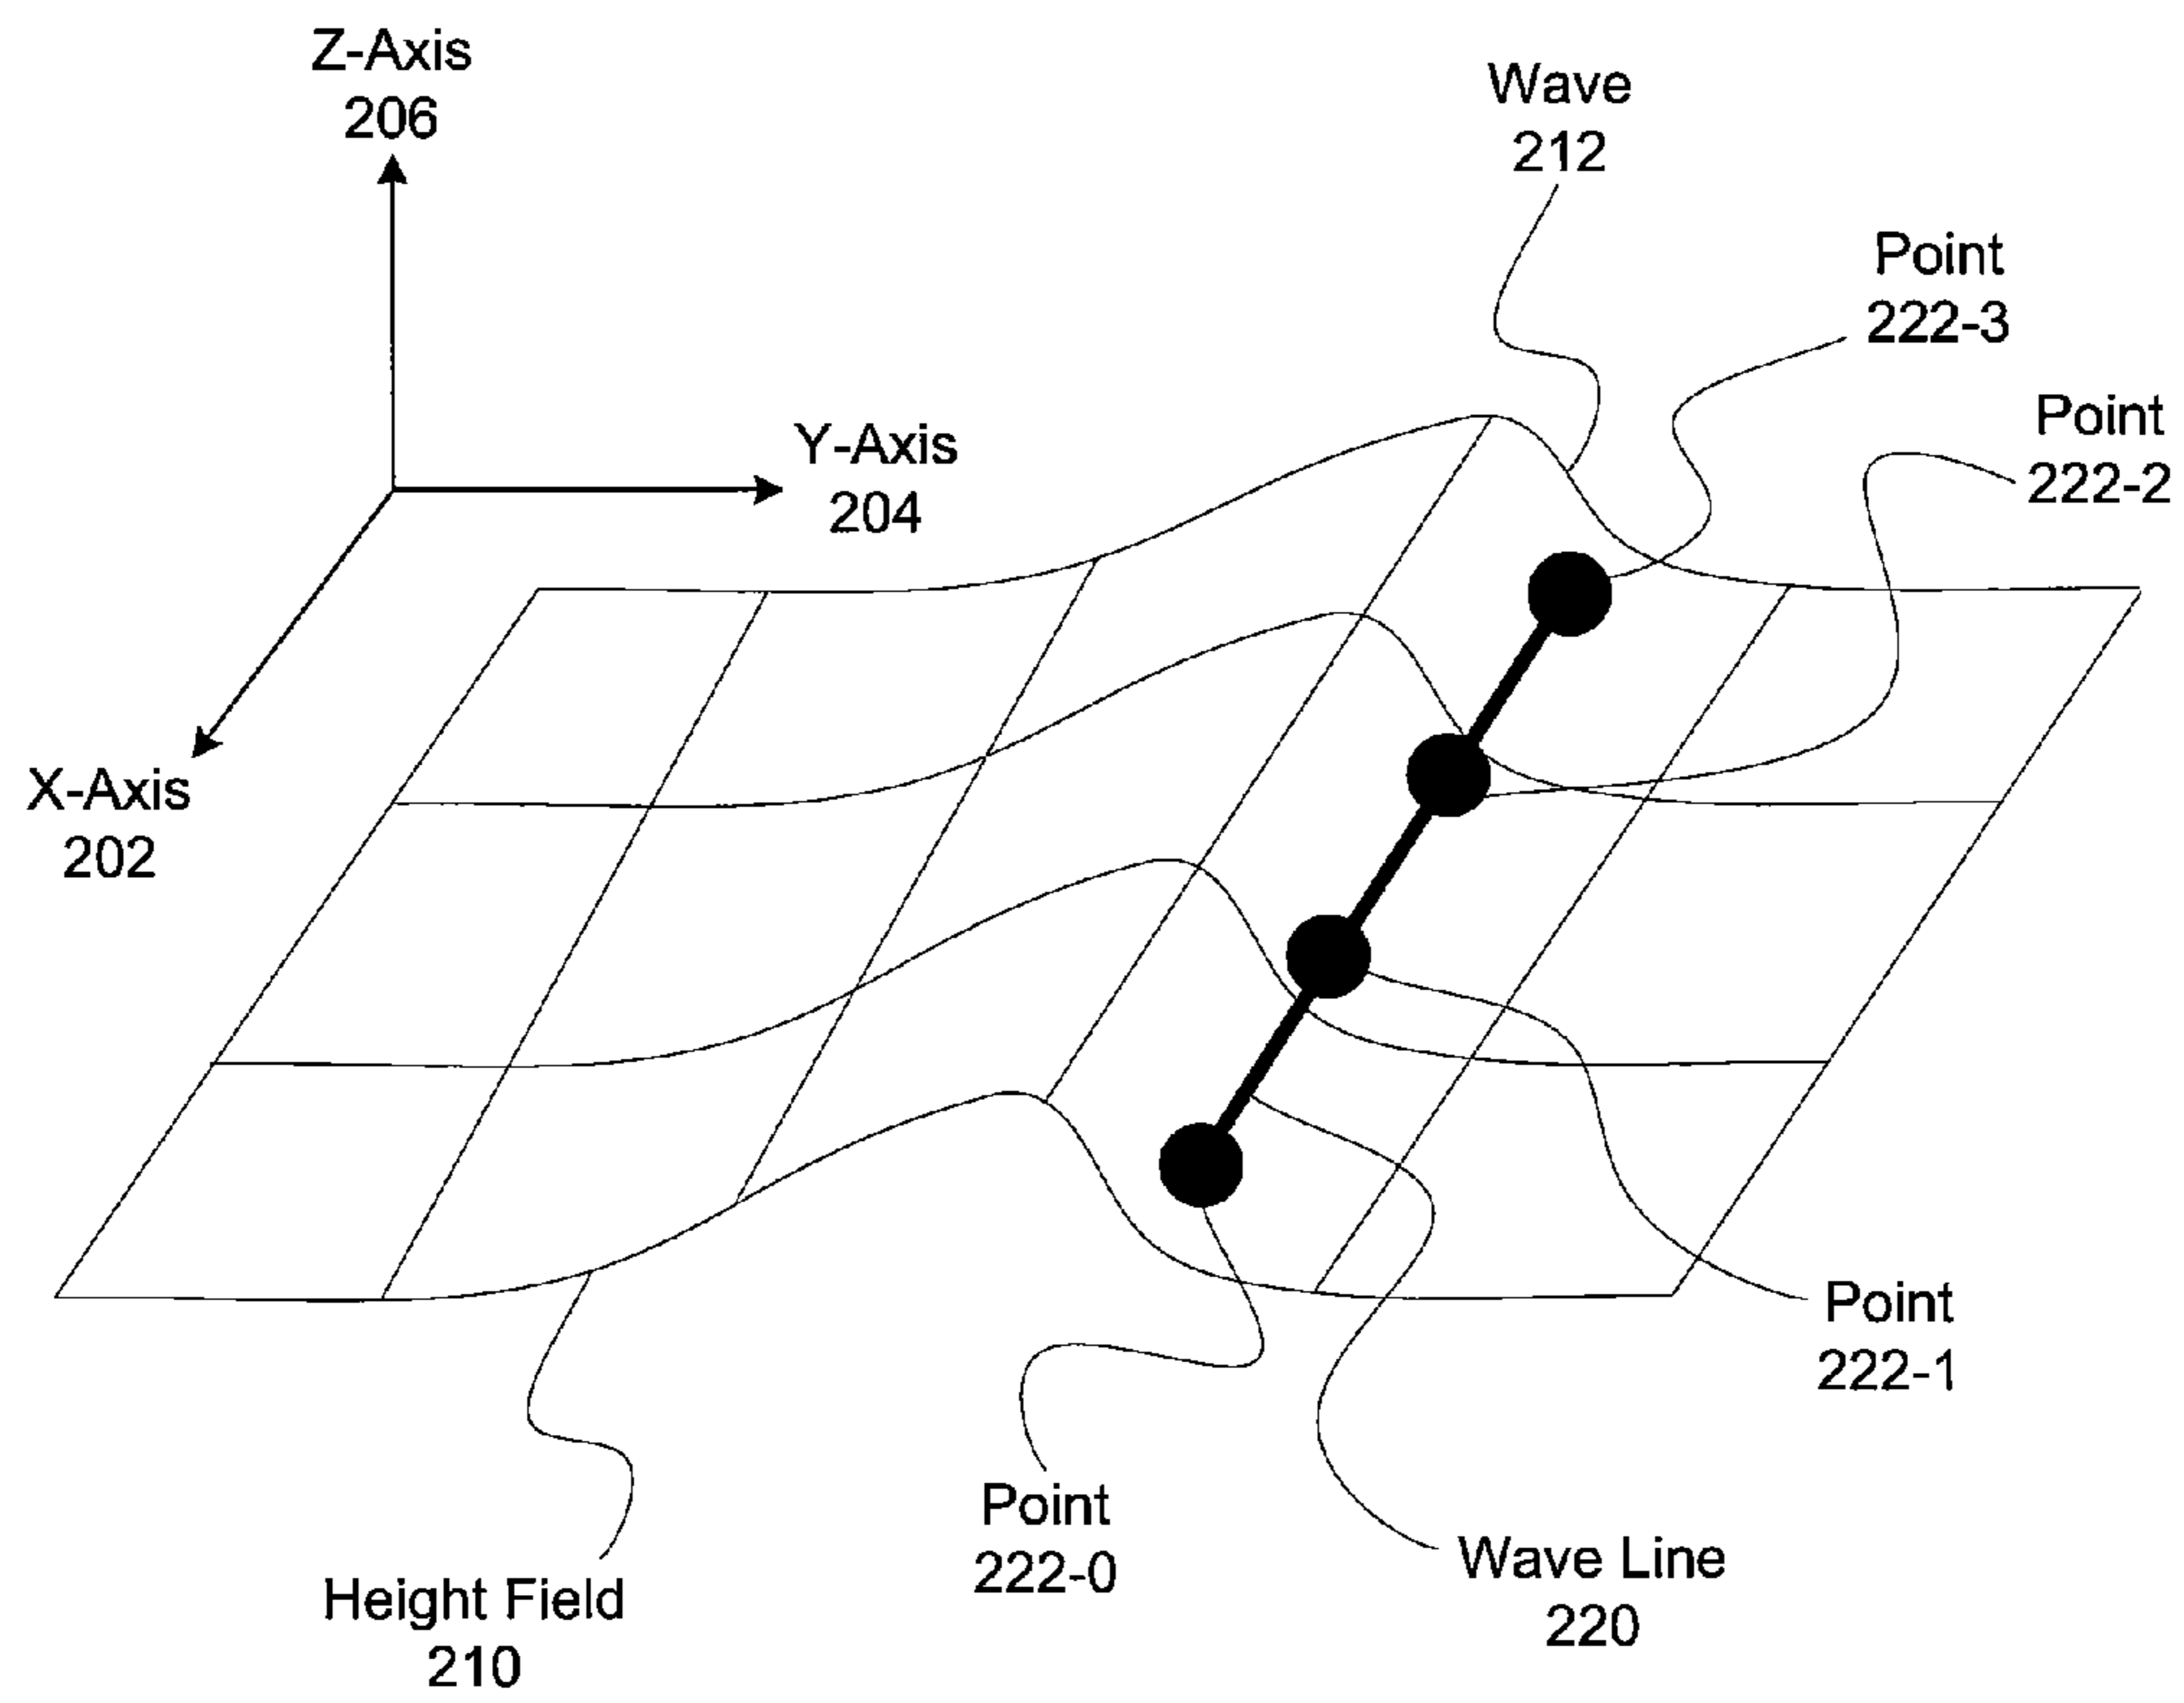 Z-Axis
206
Wave
212
Point
222-3
Point
222-2
Y-Axis
204
X-Axis
202
Point
222-1
Point
222-0
Wave Line
220
Height Field
210